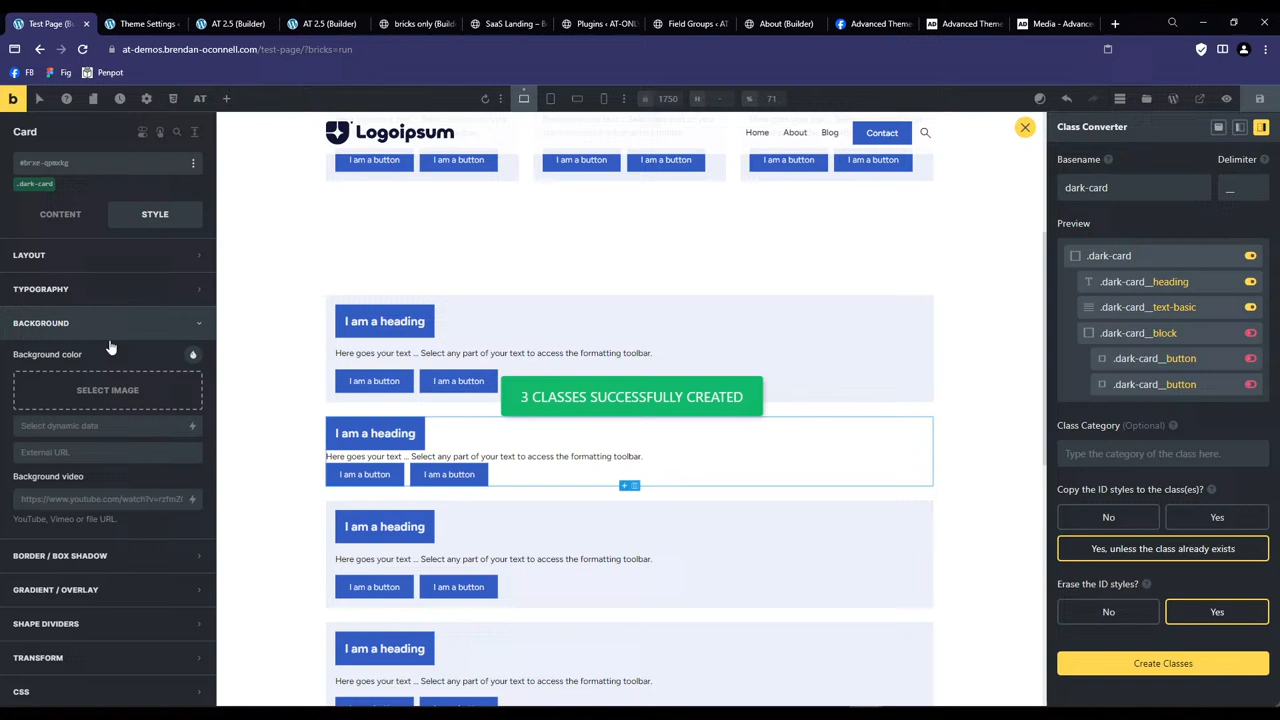 Test Page (Builder)
Theme Settings
AT 2.5 (Builder)
AT 2.5 (Builder)
bricks only (Builde
SaaS Landing – B
Plugins ‹ AT-ONL
Field Groups ‹ AT
About (Builder)
Advanced Theme
Advanced Theme
Media - Advance
at-demos.brendan-oconnell.com/test-page/?bricks=run
FB
Fig
Penpot
b
AT
1750
H
-
%
71
Card
#brxe-qpmxkg
.dark-card
CONTENT
STYLE
LAYOUT
TYPOGRAPHY
BACKGROUND
Background color
SELECT IMAGE
Select dynamic data
External URL
Background video
https://www.youtube.com/watch?v=rzfmZ
YouTube, Vimeo or file URL.
BORDER / BOX SHADOW
GRADIENT / OVERLAY
SHAPE DIVIDERS
TRANSFORM
CSS
Logoipsum
Home
About
Blog
Contact
I am a button
I am a button
I am a button
I am a button
I am a button
I am a button
I am a heading
Here goes your text ... Select any part of your text to access the formatting toolbar.
I am a button
I am a button
3 CLASSES SUCCESSFULLY CREATED
I am a heading
Here goes your text ... Select any part of your text to access the formatting toolbar.
I am a button
I am a button
I am a heading
Here goes your text ... Select any part of your text to access the formatting toolbar.
I am a button
I am a button
I am a heading
Here goes your text ... Select any part of your text to access the formatting toolbar.
Class Converter
Basename
Delimiter
dark-card
__
Preview
.dark-card
.dark-card__heading
.dark-card__text-basic
.dark-card__block
.dark-card__button
.dark-card__button
Class Category (Optional)
Type the category of the class here.
Copy the ID styles to the class(es)?
No
Yes
Yes, unless the class already exists
Erase the ID styles?
No
Yes
Create Classes